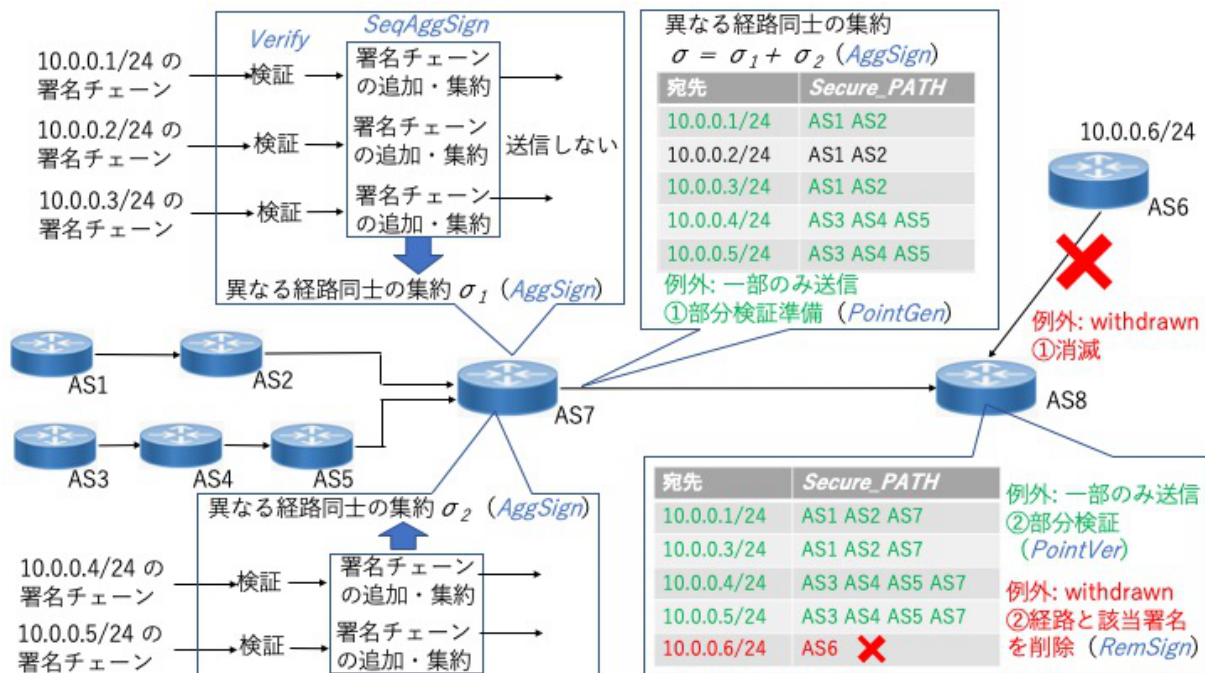 Verify
SeqAggSign
10.0.0.1/24 の
署名チェーン
検証
署名チェーン
の追加・集約
10.0.0.2/24 の
署名チェーン
検証
署名チェーン
の追加・集約
送信しない
10.0.0.3/24 の
署名チェーン
検証
署名チェーン
の追加・集約
異なる経路同士の集約 σ1 (AggSign)
異なる経路同士の集約
σ = σ1 + σ2 (AggSign)
宛先 Secure_PATH
10.0.0.1/24 AS1 AS2
10.0.0.2/24 AS1 AS2
10.0.0.3/24 AS1 AS2
10.0.0.4/24 AS3 AS4 AS5
10.0.0.5/24 AS3 AS4 AS5
例外: 一部のみ送信
①部分検証準備 (PointGen)
10.0.0.6/24
AS6
例外: withdrawn
①消滅
AS1
AS2
AS7
AS8
AS3
AS4
AS5
異なる経路同士の集約 σ2 (AggSign)
10.0.0.4/24 の
署名チェーン
検証
署名チェーン
の追加・集約
10.0.0.5/24 の
署名チェーン
検証
署名チェーン
の追加・集約
宛先 Secure_PATH
10.0.0.1/24 AS1 AS2 AS7
10.0.0.3/24 AS1 AS2 AS7
10.0.0.4/24 AS3 AS4 AS5 AS7
10.0.0.5/24 AS3 AS4 AS5 AS7
10.0.0.6/24 AS6
例外: 一部のみ送信
②部分検証
(PointVer)
例外: withdrawn
②経路と該当署名
を削除 (RemSign)